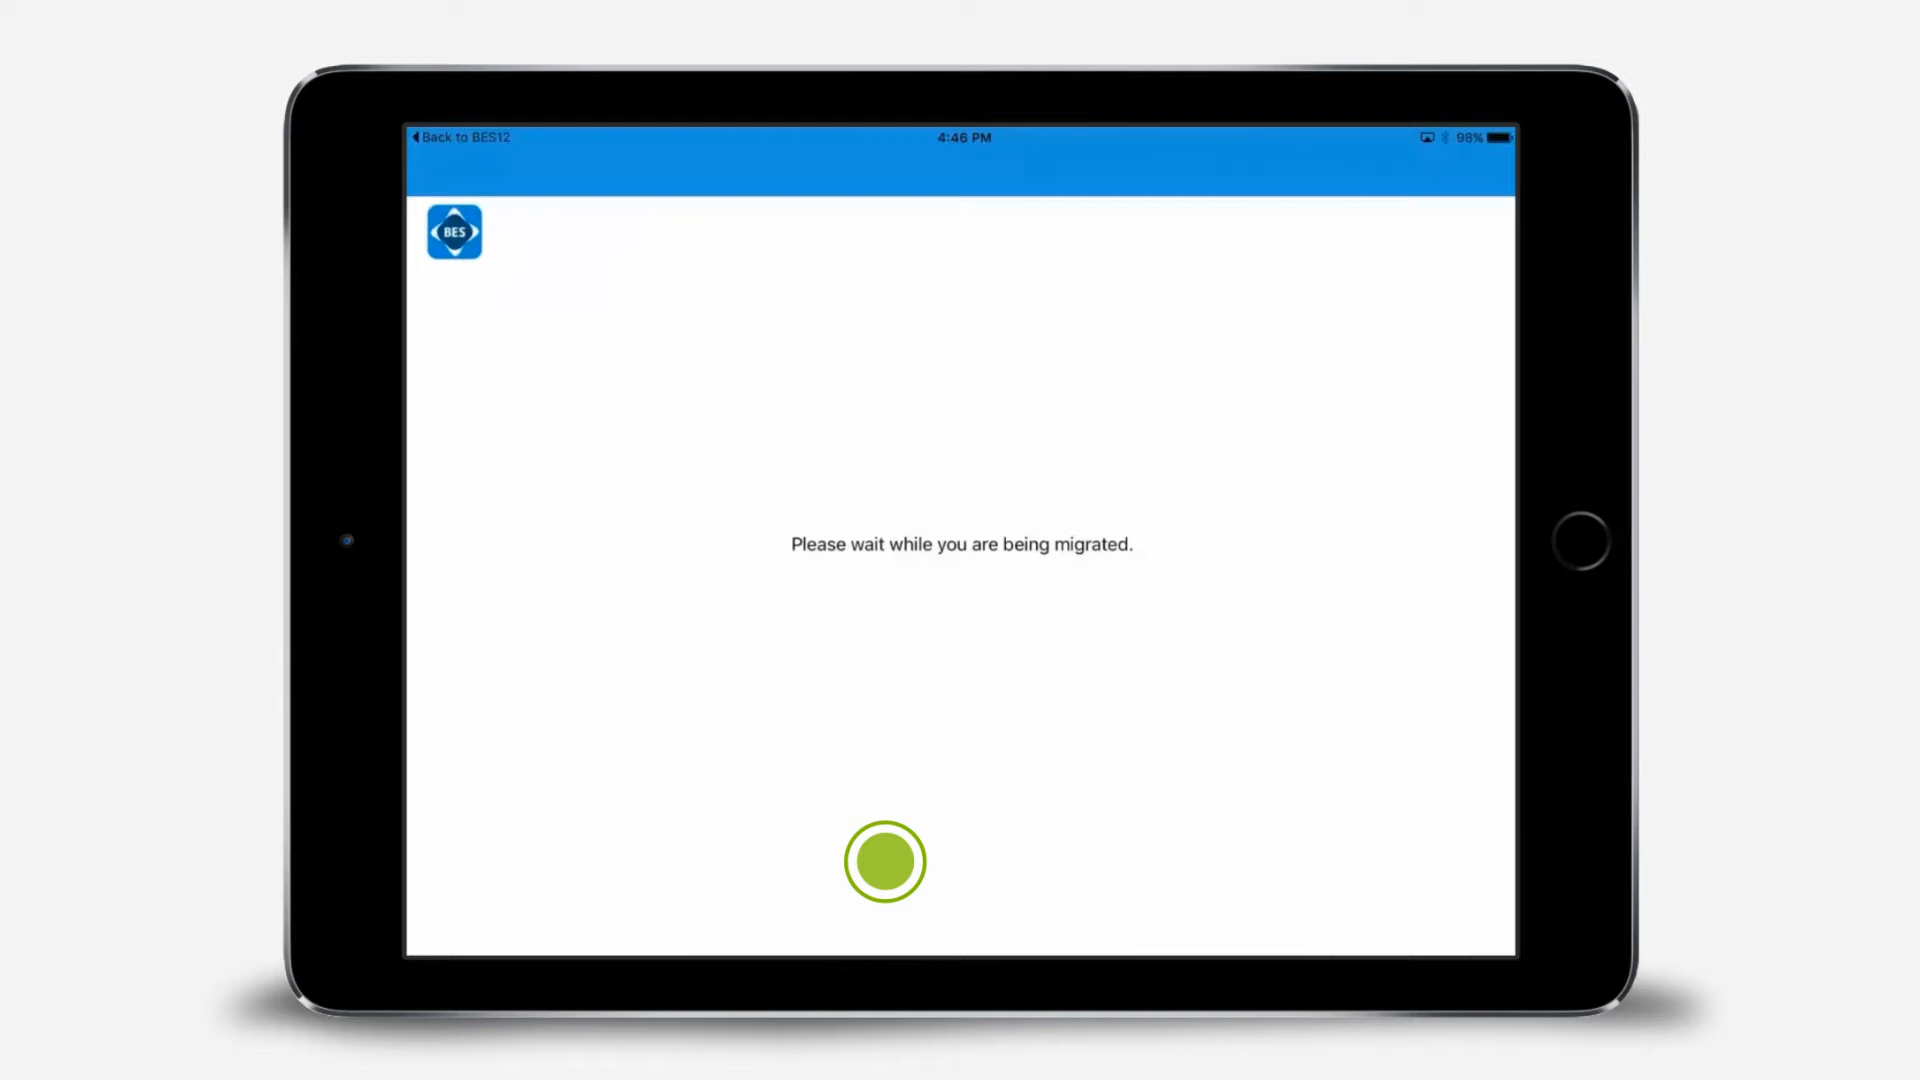 Back to BES12
4:46 PM
98%
BES
Please wait while you are being migrated.